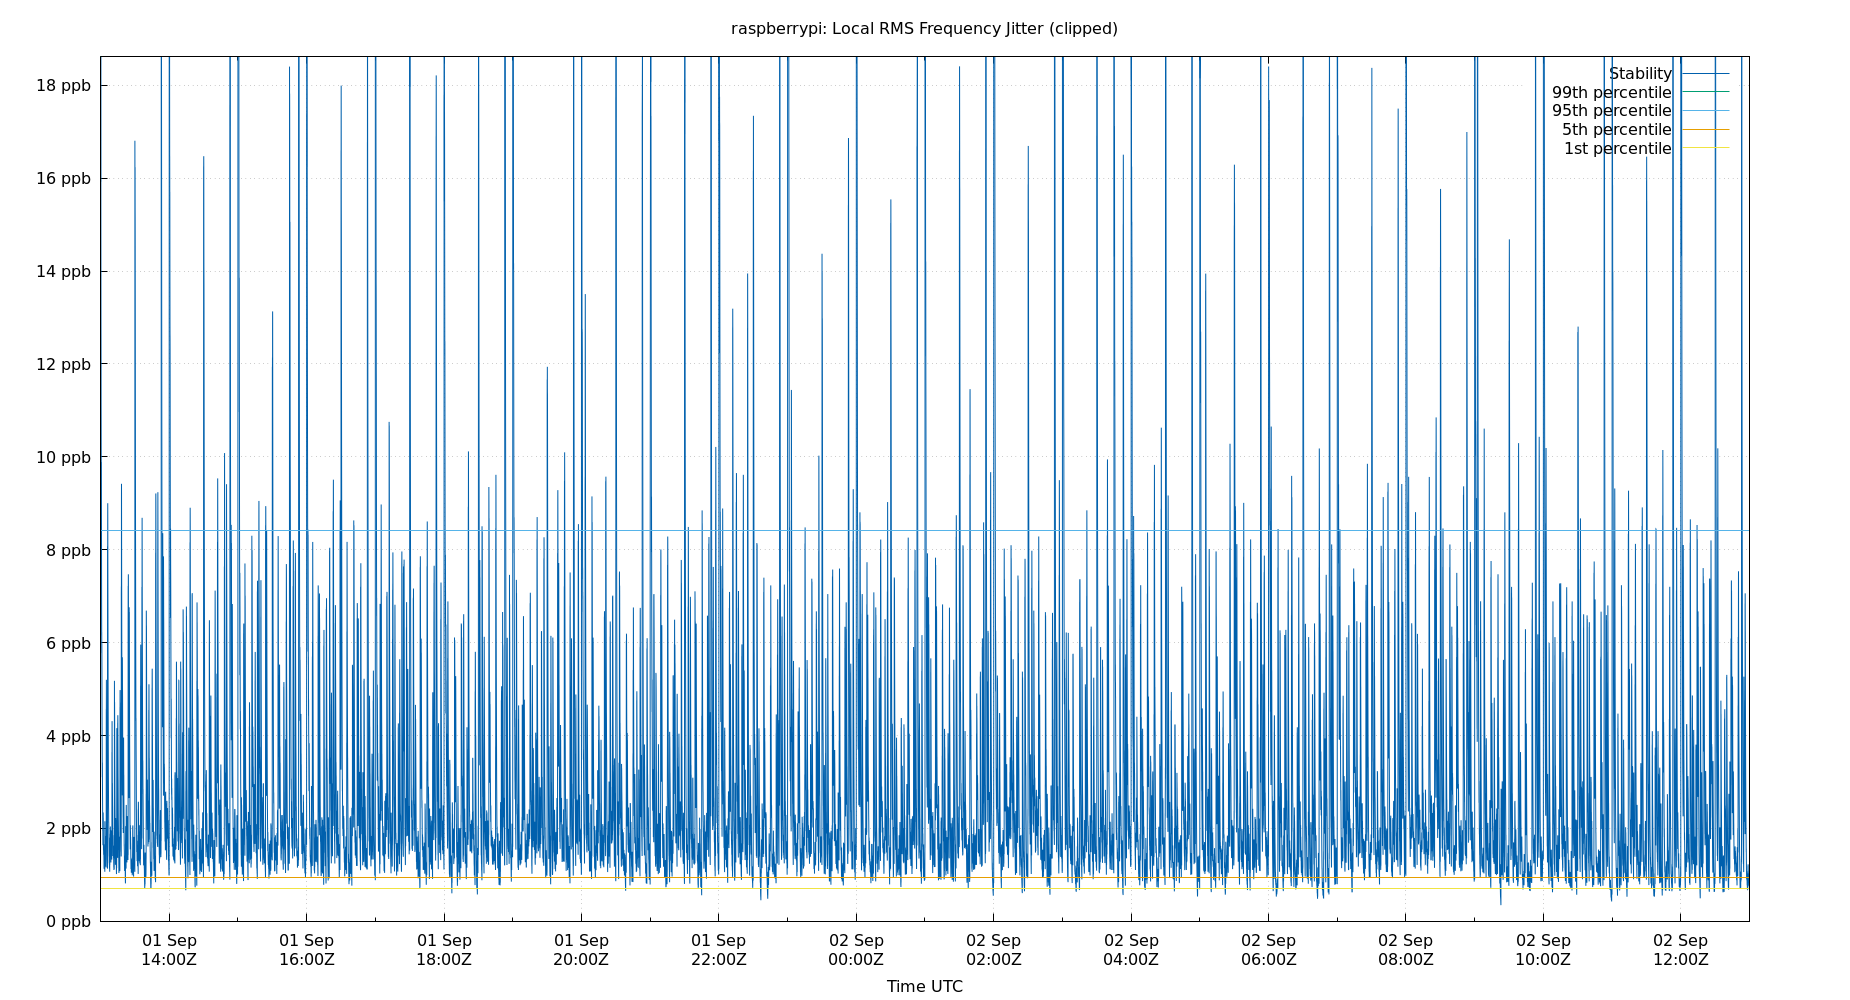 raspberrypi: Local RMS Frequency Jitter (clipped)
Stability
99th percentile
95th percentile
5th percentile
1st percentile
18 ppb
16 ppb
14 ppb
12 ppb
10 ppb
8 ppb
6 ppb
4 ppb
2 ppb
0 ppb
01 Sep 01 Sep 01 Sep 01 Sep 01 Sep 02 Sep 02 Sep 02 Sep 02 Sep 02 Sep 02 Sep 02 Sep
14:00Z 16:00Z 18:00Z 20:00Z 22:00Z 00:00Z 02:00Z 04:00Z 06:00Z 08:00Z 10:00Z 12:00Z
Time UTC